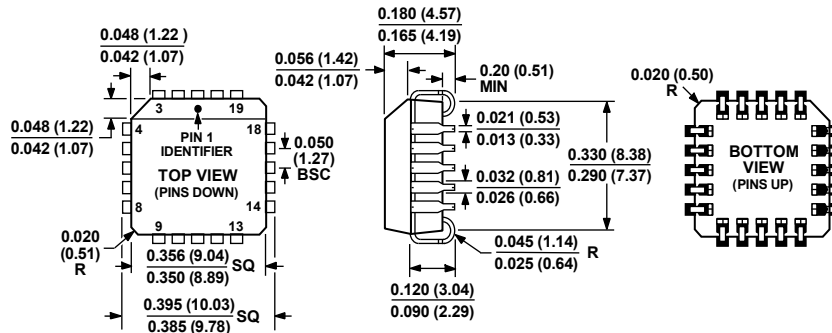 0.048 (1.22 )
0.042 (1.07)
0.048 (1.22)
0.042 (1.07)
3
19
4
18
PIN 1
IDENTIFIER
TOP VIEW
(PINS DOWN)
8
14
9
13
0.050
(1.27)
BSC
0.020
(0.51)
R
0.356 (9.04)
0.350 (8.89)
SQ
0.395 (10.03)
0.385 (9.78)
SQ
0.180 (4.57)
0.165 (4.19)
0.056 (1.42)
0.042 (1.07)
0.20 (0.51)
MIN
0.021 (0.53)
0.013 (0.33)
0.032 (0.81)
0.026 (0.66)
0.330 (8.38)
0.290 (7.37)
0.045 (1.14)
0.025 (0.64)
R
0.120 (3.04)
0.090 (2.29)
0.020 (0.50)
R
BOTTOM
VIEW
(PINS UP)